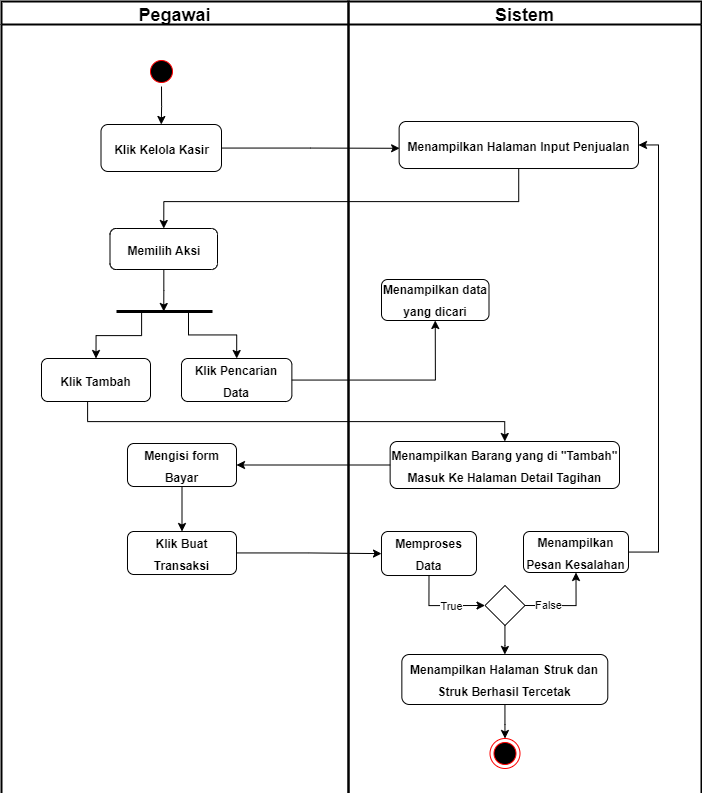 Pegawai
Sistem
Klik Kelola Kasir
Menampilkan Halaman Input Penjualan
Memilih Aksi
Menampilkan data
yang dicari
Klik Tambah
Klik Pencarian
Data
Mengisi form
Bayar
Menampilkan Barang yang di "Tambah"
Masuk Ke Halaman Detail Tagihan
Klik Buat
Transaksi
Memproses
Data
Menampilkan
Pesan Kesalahan
True
False
Menampilkan Halaman Struk dan
Struk Berhasil Tercetak